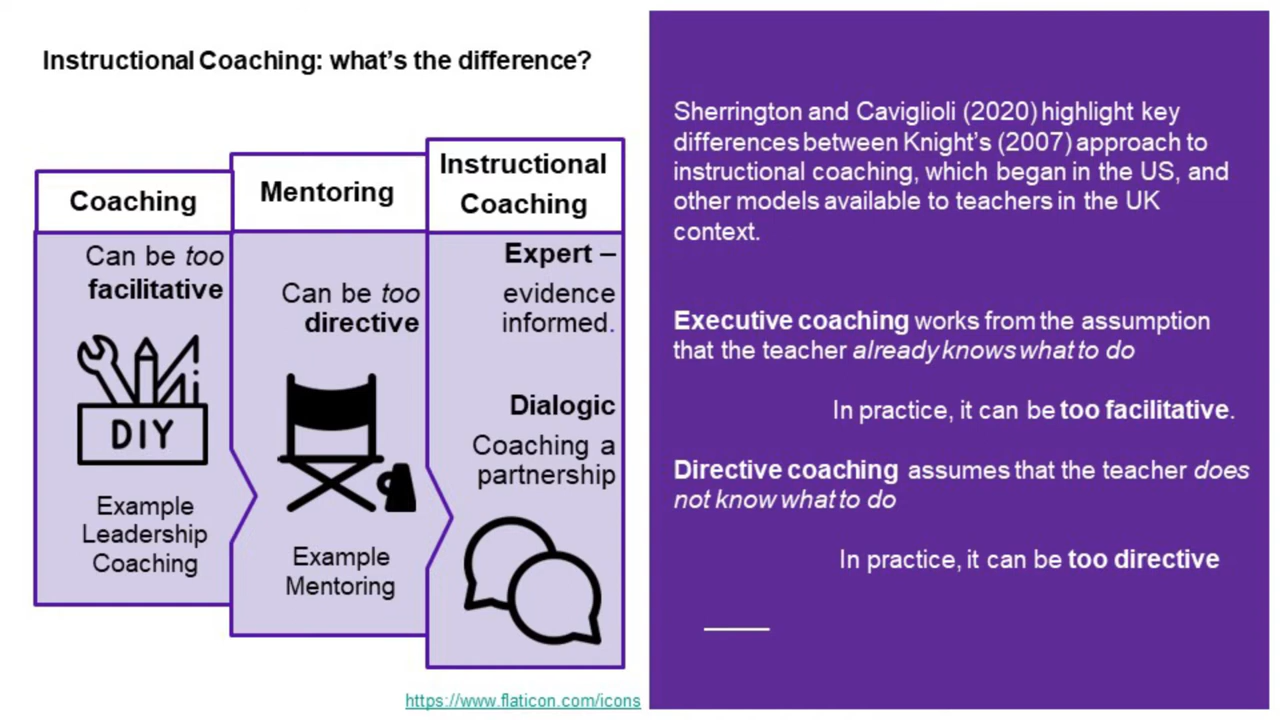 Instructional Coaching: what's the difference?
Coaching
Can be too
facilitative
DIY
Example
Leadership
Coaching
Mentoring
Can be too
directive
Example
Mentoring
Instructional
Coaching
Expert –
evidence
informed.
Dialogic
Coaching a
partnership
https://www.flaticon.com/icons
Sherrington and Caviglioli (2020) highlight key
differences between Knight's (2007) approach to
instructional coaching, which began in the US, and
other models available to teachers in the UK
context.
Executive coaching works from the assumption
that the teacher already knows what to do
In practice, it can be too facilitative.
Directive coaching assumes that the teacher does
not know what to do
In practice, it can be too directive